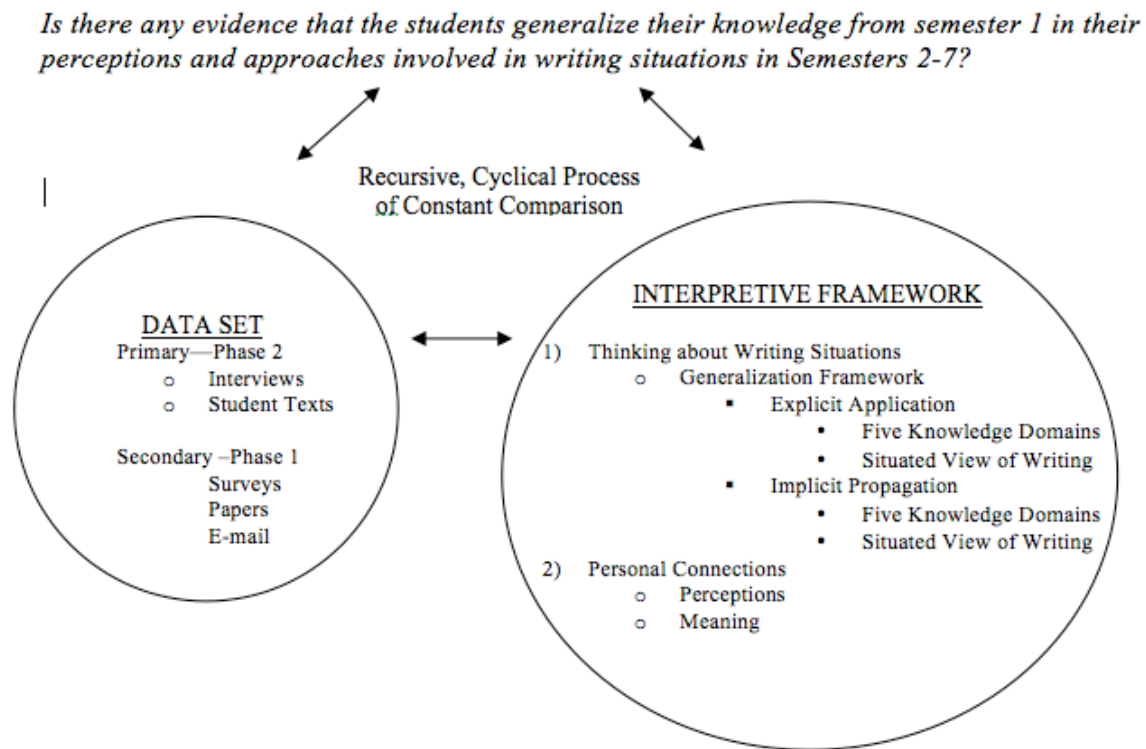 Is there any evidence that the students generalize their knowledge from semester 1 in their
perceptions and approaches involved in writing situations in Semesters 2-7?
Recursive, Cyclical Process
of Constant Comparison
DATA SET
Primary—Phase 2
o Interviews
o Student Texts
Secondary –Phase 1
Surveys
Papers
E-mail
INTERPRETIVE FRAMEWORK
1) Thinking about Writing Situations
o Generalization Framework
▪ Explicit Application
• Five Knowledge Domains
• Situated View of Writing
▪ Implicit Propagation
• Five Knowledge Domains
• Situated View of Writing
2) Personal Connections
o Perceptions
o Meaning